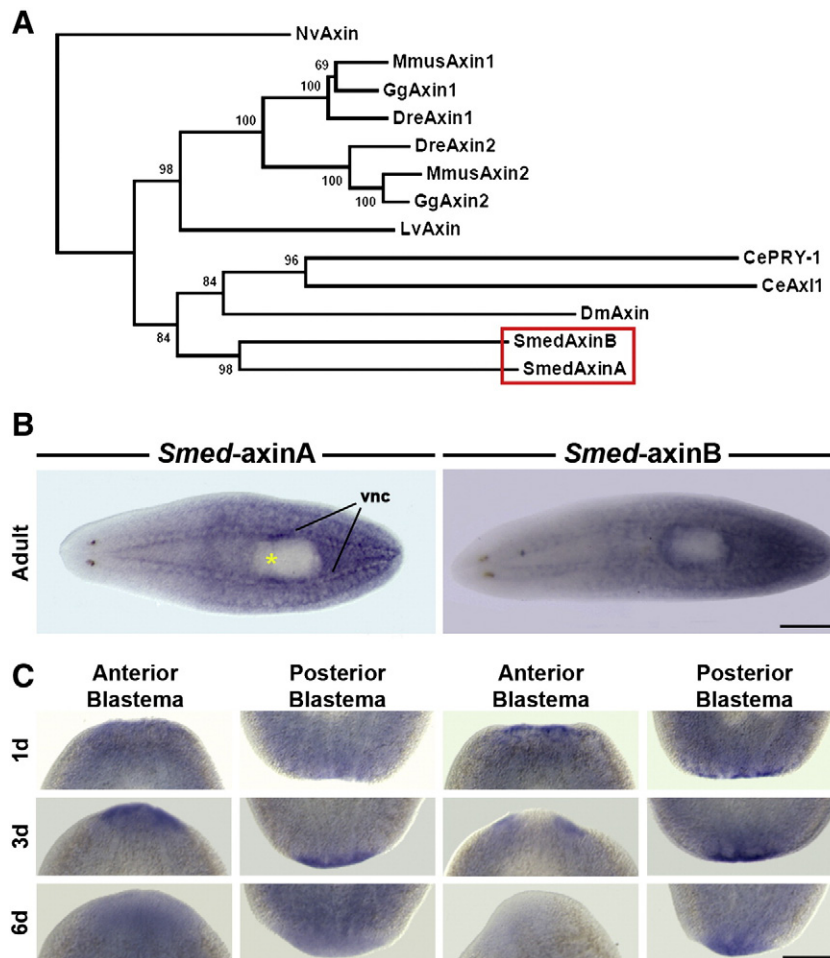 A
NvAxin
69
MmusAxin1
100
GgAxin1
100
DreAxin1
DreAxin2
98
100
MmusAxin2
100
GgAxin2
LvAxin
96
CePRY-1
84
CeAxl1
DmAxin
84
SmedAxinB
98
SmedAxinA
B
Smed-axinA
Smed-axinB
vnc
*
Adult
C
Anterior Blastema
Posterior Blastema
Anterior Blastema
Posterior Blastema
1d
3d
6d